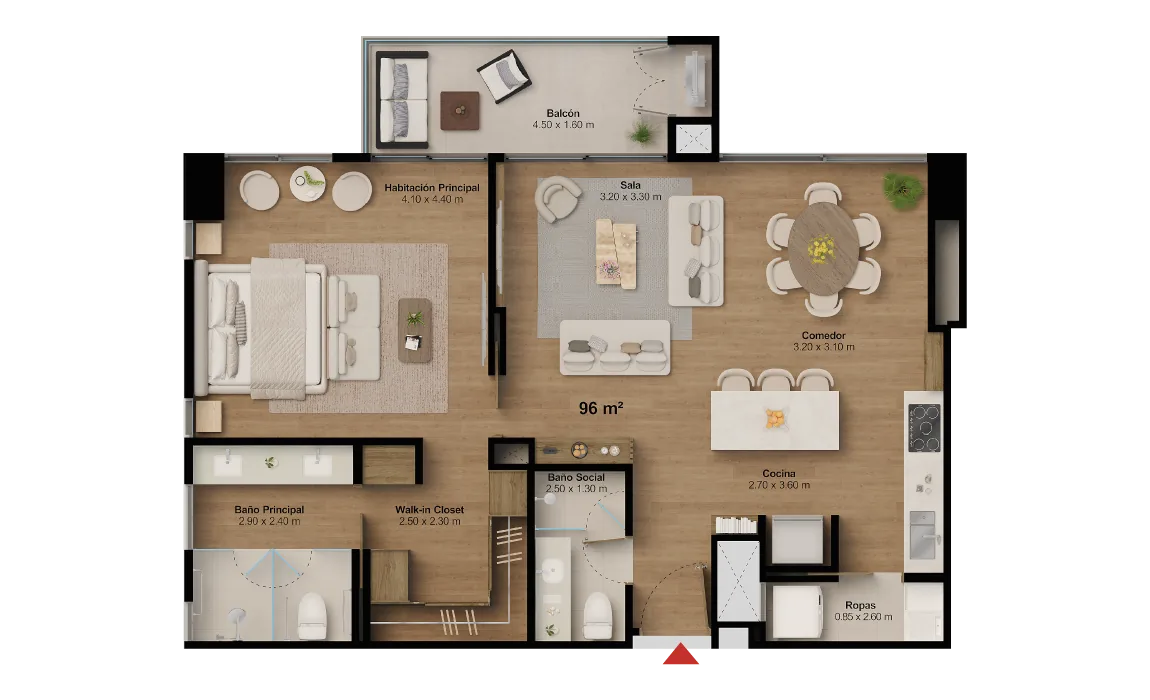 Balcón
4.50 x 1.60 m
Habitación Principal
4.10 x 4.40 m
Sala
3.20 x 3.30 m
Comedor
3.20 x 3.10 m
96 m²
Cocina
2.70 x 3.60 m
Baño Social
2.50 x 1.30 m
Baño Principal
2.90 x 2.40 m
Walk-in Closet
2.50 x 2.30 m
Ropas
0.85 x 2.60 m